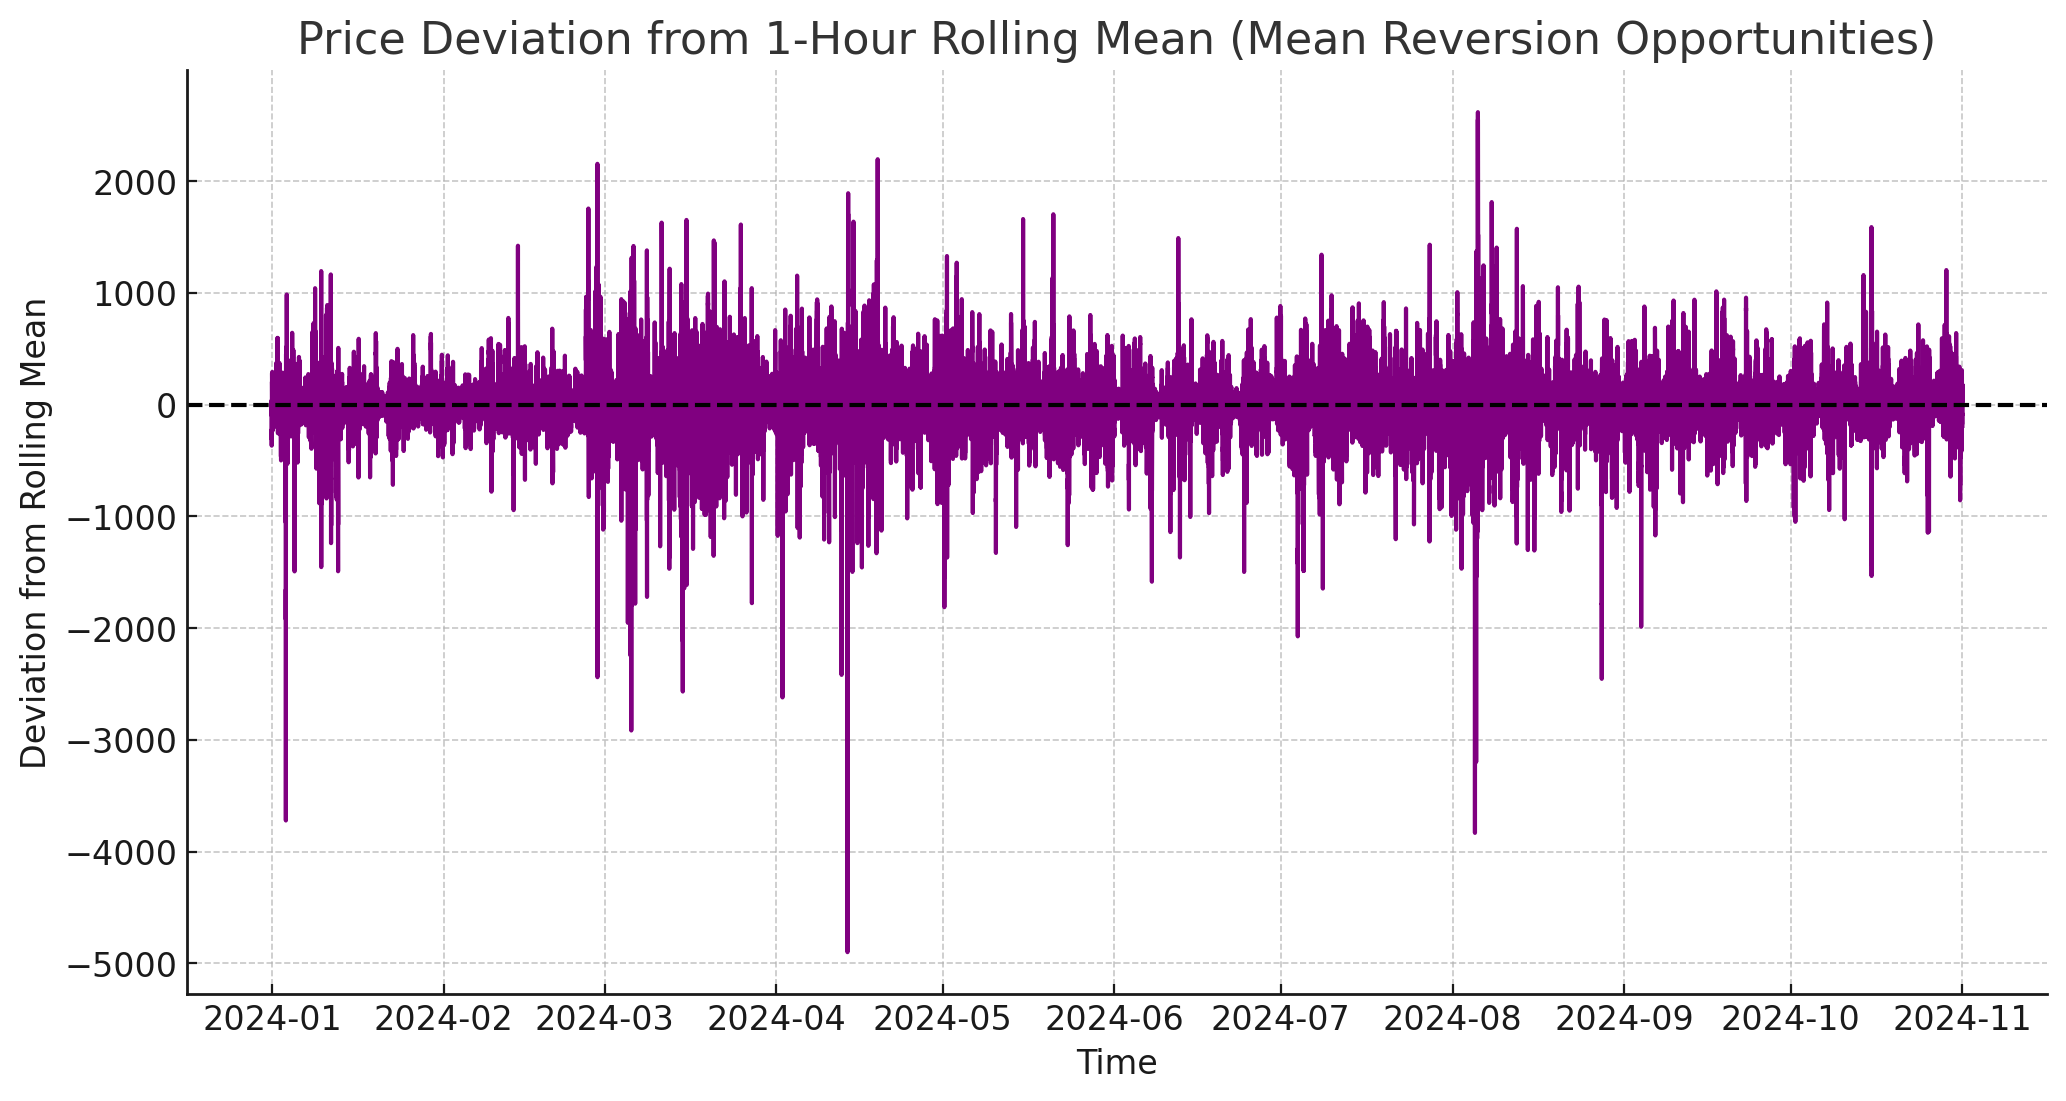 Price Deviation from 1-Hour Rolling Mean (Mean Reversion Opportunities)
Deviation from Rolling Mean
2000
1000
0
−1000
−2000
−3000
−4000
−5000
2024-01 2024-02 2024-03 2024-04 2024-05 2024-06 2024-07 2024-08 2024-09 2024-10 2024-11
Time